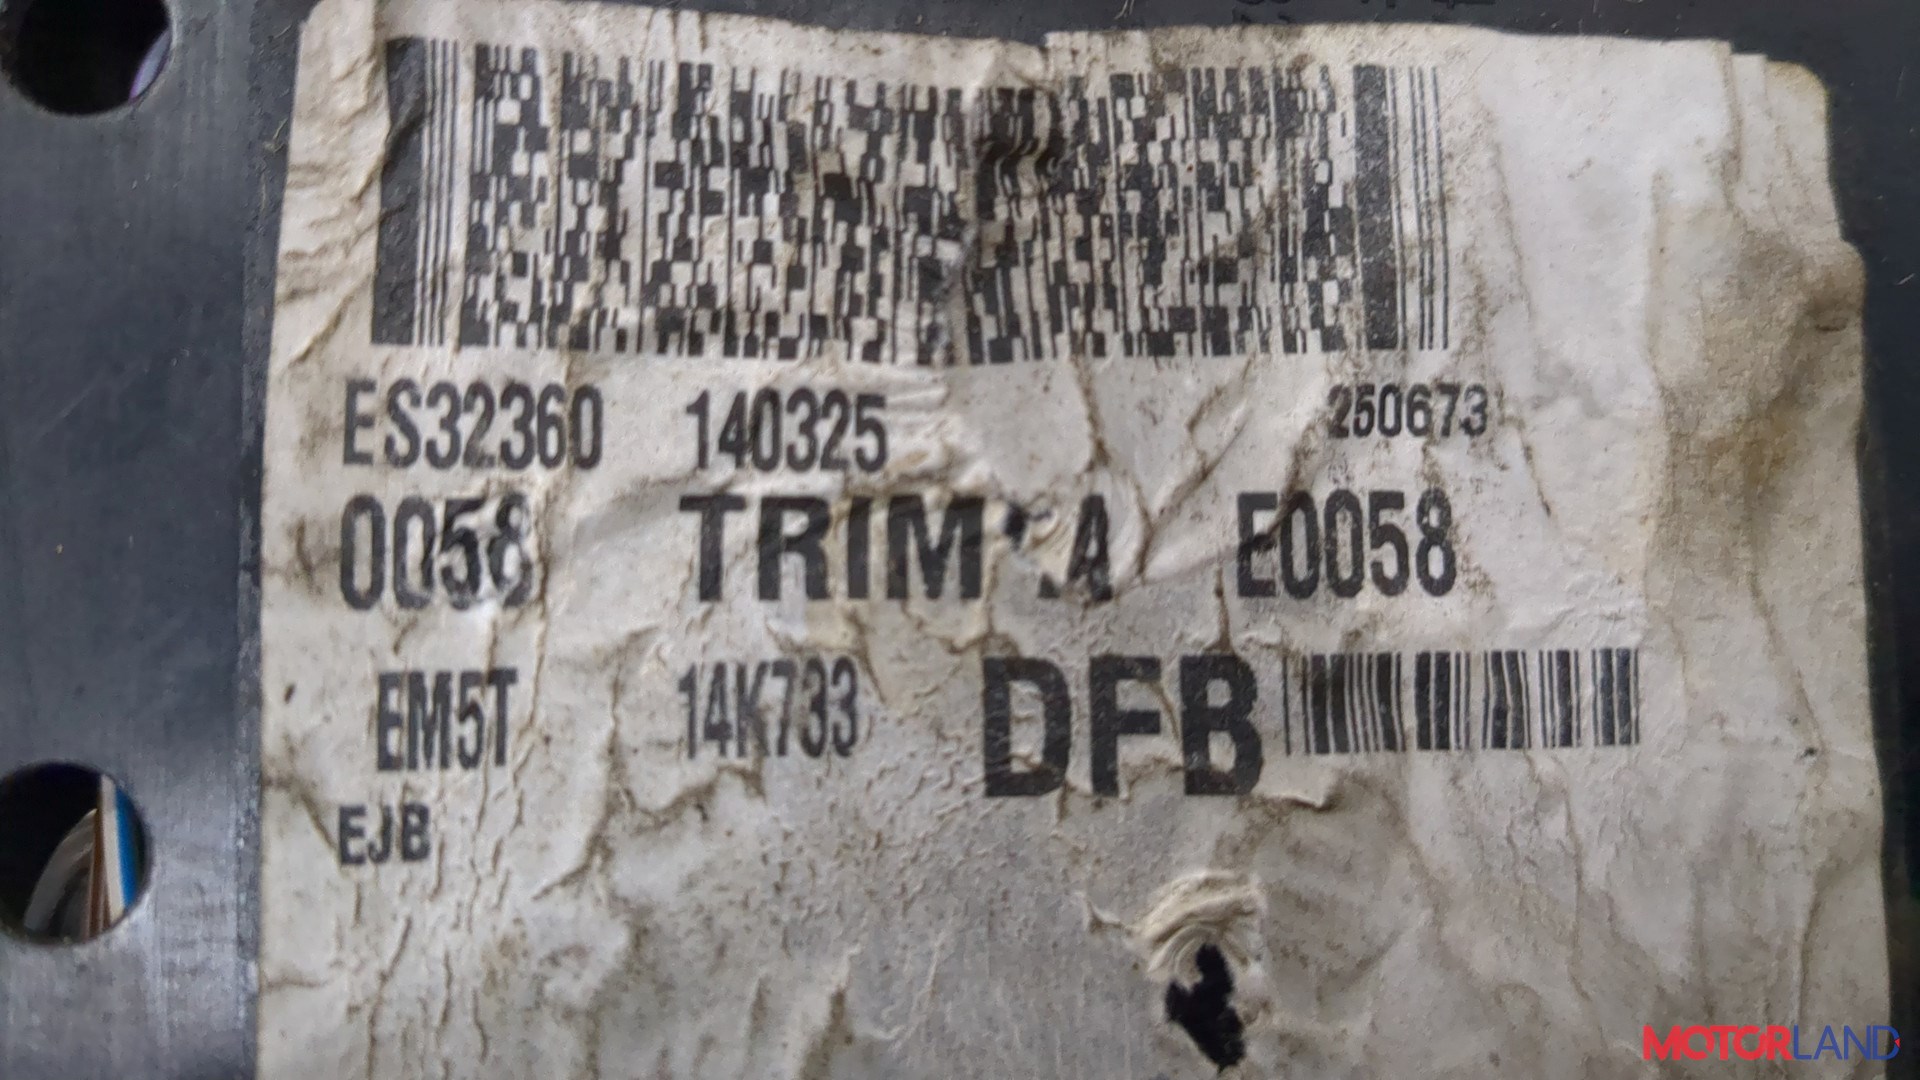 ES32360 140325 250673
0058 TRIM E0058
EM5T 14K733 DFB
EJB
MOTORLAND